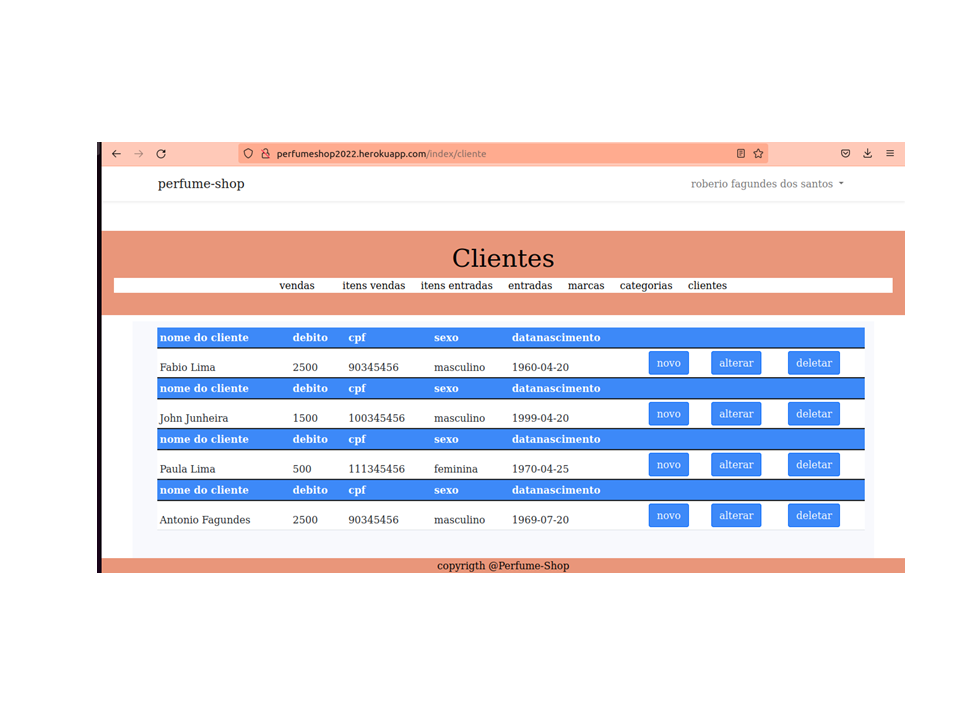 perfumeshop2022.herokuapp.com/index/cliente
perfume-shop roberio fagundes dos santos
Clientes
vendas itens vendas itens entradas entradas marcas categorias clientes
nome do cliente debito cpf sexo datanascimento
Fabio Lima 2500 90345456 masculino 1960-04-20 novo alterar deletar
nome do cliente debito cpf sexo datanascimento
John Junheira 1500 100345456 masculino 1999-04-20 novo alterar deletar
nome do cliente debito cpf sexo datanascimento
Paula Lima 500 111345456 feminina 1970-04-25 novo alterar deletar
nome do cliente debito cpf sexo datanascimento
Antonio Fagundes 2500 90345456 masculino 1969-07-20 novo alterar deletar
copyrigth @Perfume-Shop